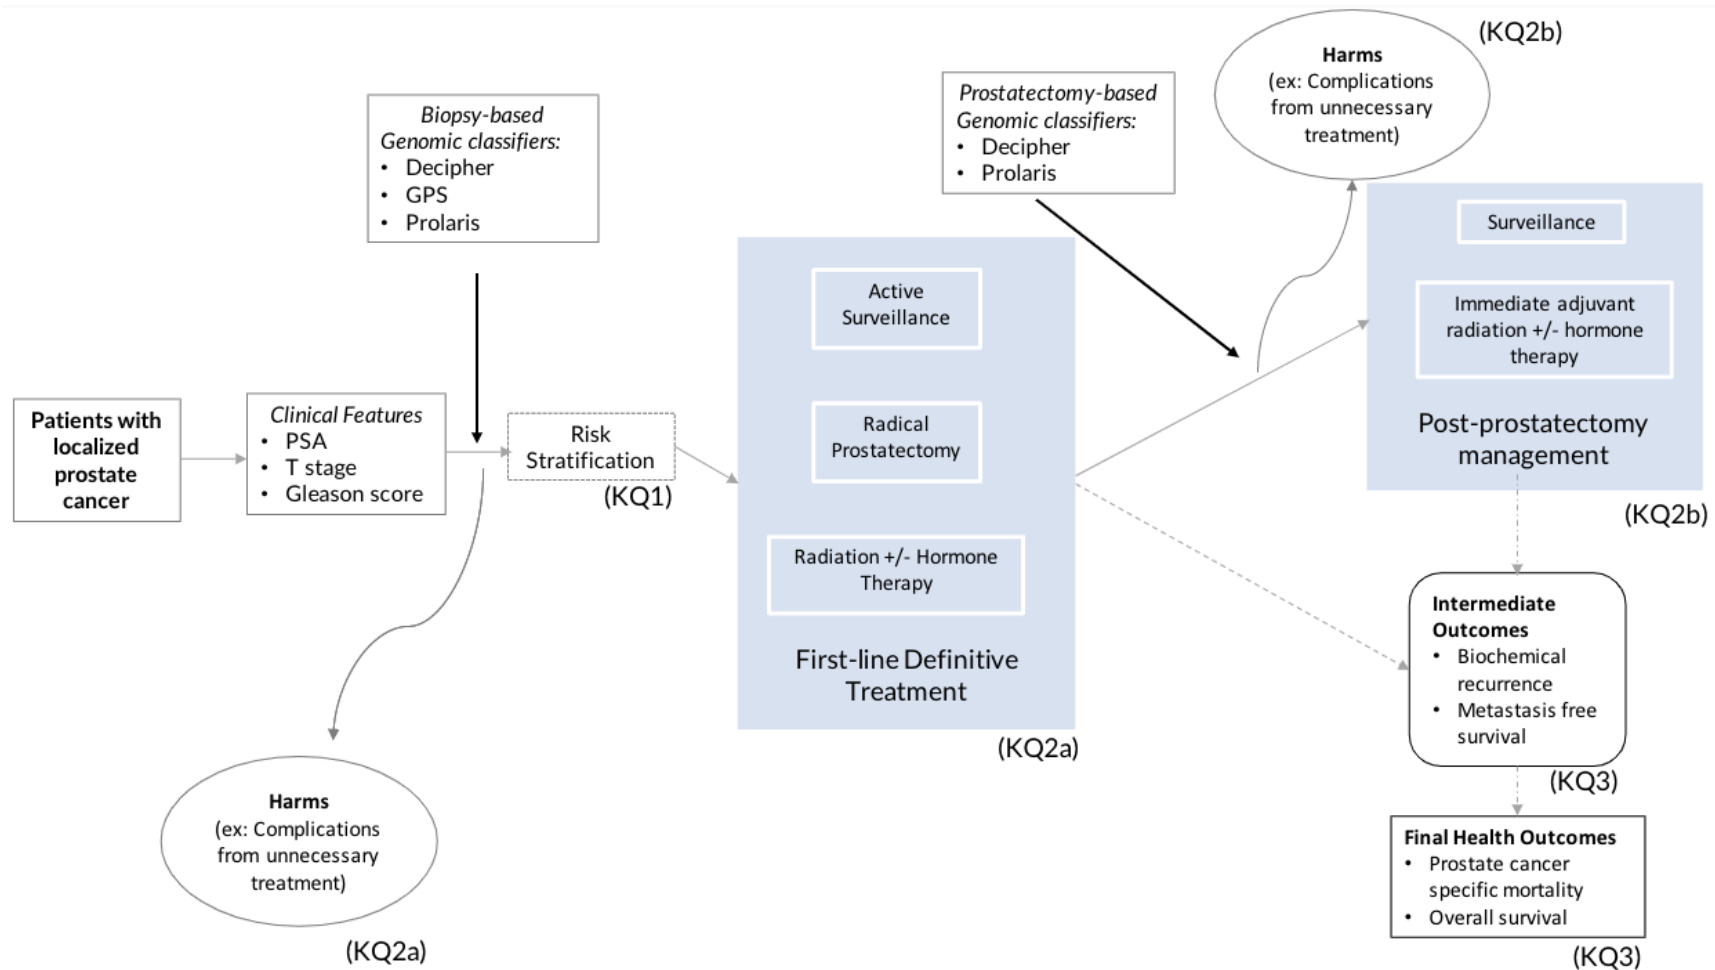 Patients with
localized
prostate
cancer
Clinical Features
• PSA
• T stage
• Gleason score
Biopsy-based
Genomic classifiers:
• Decipher
• GPS
• Prolaris
Risk
Stratification
(KQ1)
Harms
(ex: Complications
from unnecessary
treatment)
(KQ2a)
Active
Surveillance
Radical
Prostatectomy
Radiation +/- Hormone
Therapy
First-line Definitive
Treatment
(KQ2a)
Prostatectomy-based
Genomic classifiers:
• Decipher
• Prolaris
Harms
(ex: Complications
from unnecessary
treatment)
(KQ2b)
Surveillance
Immediate adjuvant
radiation +/- hormone
therapy
Post-prostatectomy
management
(KQ2b)
Intermediate
Outcomes
• Biochemical
recurrence
• Metastasis free
survival
(KQ3)
Final Health Outcomes
• Prostate cancer
specific mortality
• Overall survival
(KQ3)